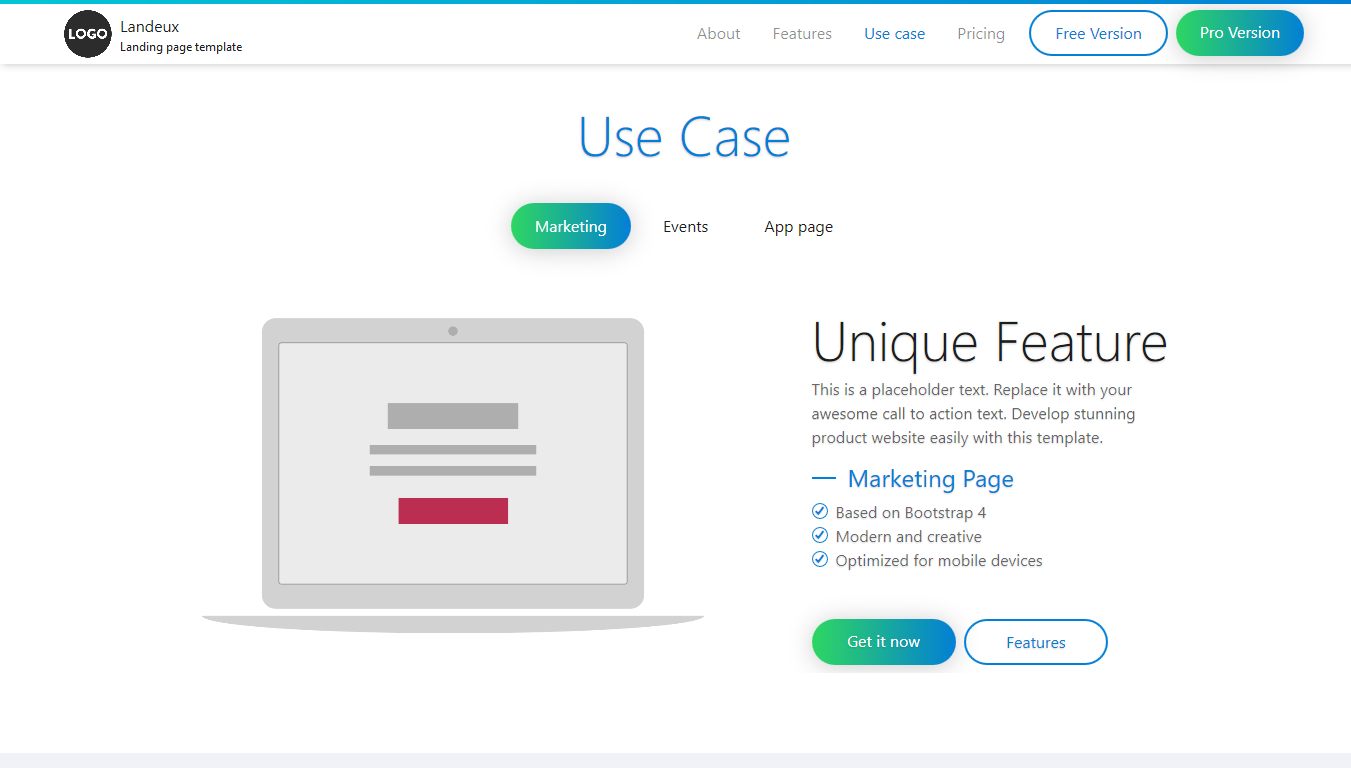 LOGO
Landeux
Landing page template
About
Features
Use case
Pricing
Free Version
Pro Version
Use Case
Marketing
Events
App page
Unique Feature
This is a placeholder text. Replace it with your
awesome call to action text. Develop stunning
product website easily with this template.
Marketing Page
Based on Bootstrap 4
Modern and creative
Optimized for mobile devices
Get it now
Features